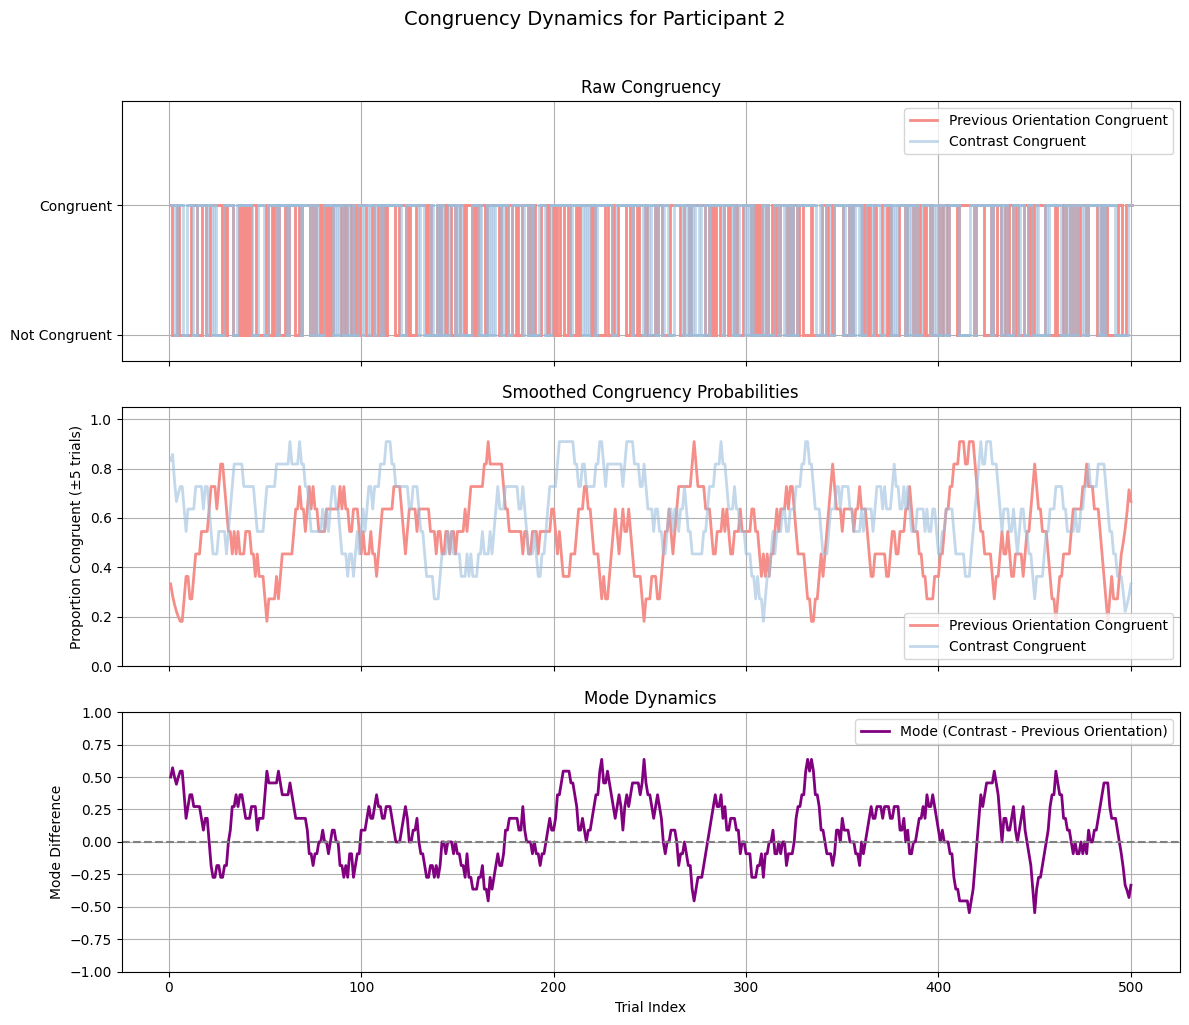 Congruency Dynamics for Participant 2
Raw Congruency
Previous Orientation Congruent
Contrast Congruent
Congruent
Not Congruent
Smoothed Congruency Probabilities
Proportion Congruent (±5 trials)
1.0
0.8
0.6
0.4
0.2
0.0
Previous Orientation Congruent
Contrast Congruent
Mode Dynamics
Mode Difference
1.00
0.75
0.50
0.25
0.00
−0.25
−0.50
−0.75
−1.00
Mode (Contrast - Previous Orientation)
0 100 200 300 400 500
Trial Index